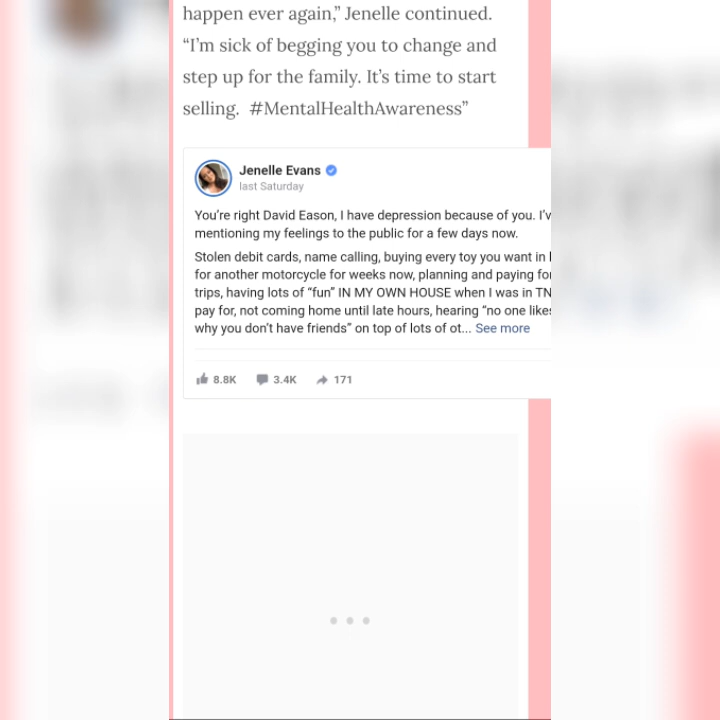 happen ever again,” Jenelle continued.
“I’m sick of begging you to change and
step up for the family. It’s time to start
selling.  #MentalHealthAwareness”
Jenelle Evans
last Saturday
You’re right David Eason, I have depression because of you. I’v
mentioning my feelings to the public for a few days now.
Stolen debit cards, name calling, buying every toy you want in
for another motorcycle for weeks now, planning and paying fo
trips, having lots of “fun” IN MY OWN HOUSE when I was in TN
pay for, not coming home until late hours, hearing “no one like
why you don’t have friends” on top of lots of ot... See more
8.8K 3.4K 171